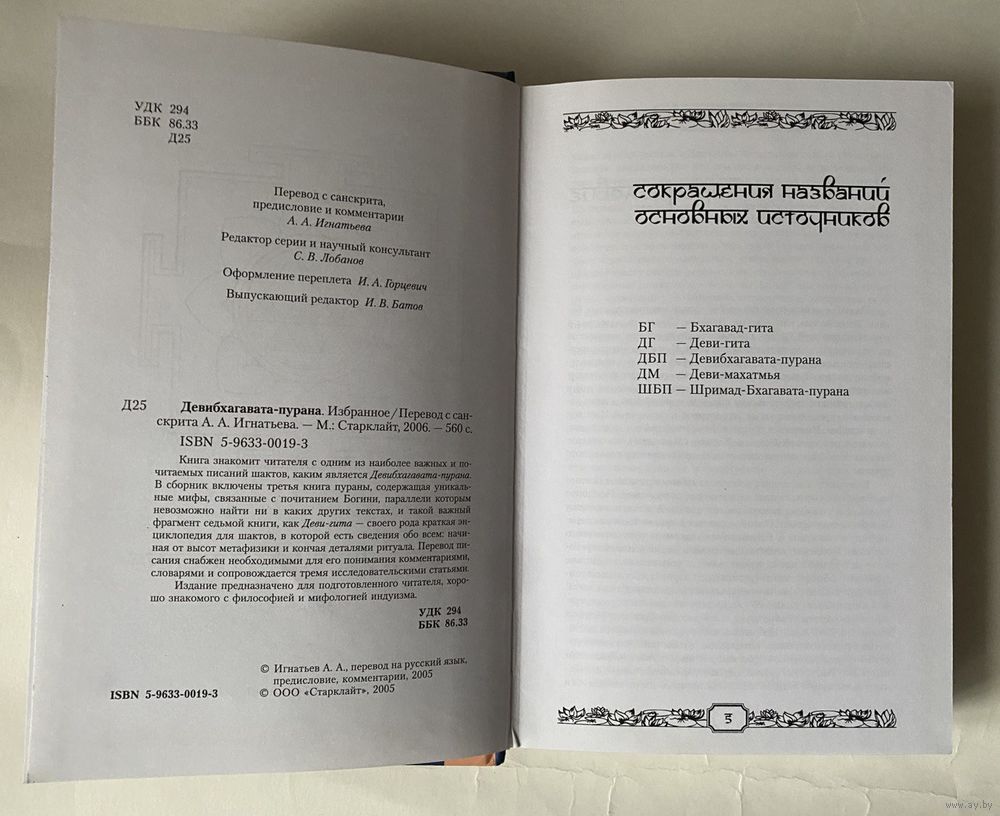 УДК 294
ББК 86.33
Д25
Перевод с санскрита,
предисловие и комментарии
А. А. Игнатьева
Редактор серии и научный консультант
С. В. Лобанов
Оформление переплета И. А. Горцевич
Выпускающий редактор И. В. Батов
Д25 Девибхагавата-пурана. Избранное / Перевод с сан-
скрита А. А. Игнатьева. — М.: Старклайт, 2006. — 560 с.
ISBN 5-9633-0019-3
Книга знакомит читателя с одним из наиболее важных и по-
читаемых писаний шактов, каким является Девибхагавата-пурана.
В сборник включены третья книга пураны, содержащая уникаль-
ные мифы, связанные с почитанием Богини, параллели которым
невозможно найти ни в каких других текстах, и такой важный
фрагмент седьмой книги, как Деви-гита — своего рода краткая эн-
циклопедия для шактов, в которой есть сведения обо всем: начи-
ная от высот метафизики и кончая деталями ритуала. Перевод пи-
сания снабжен необходимыми для его понимания комментариями,
словарями и сопровождается тремя исследовательскими статьями.
Издание предназначено для подготовленного читателя, хоро-
шо знакомого с философией и мифологией индуизма.
УДК 294
ББК 86.33
© Игнатьев А. А., перевод на русский язык,
предисловие, комментарии, 2005
ISBN 5-9633-0019-3 © ООО «Старклайт», 2005
сокращения названий
основных источников
БГ — Бхагавад-гита
ДГ — Деви-гита
ДБП — Девибхагавата-пурана
ДМ — Деви-махатмья
ШБП — Шримад-Бхагавата-пурана
5
www.ay.by